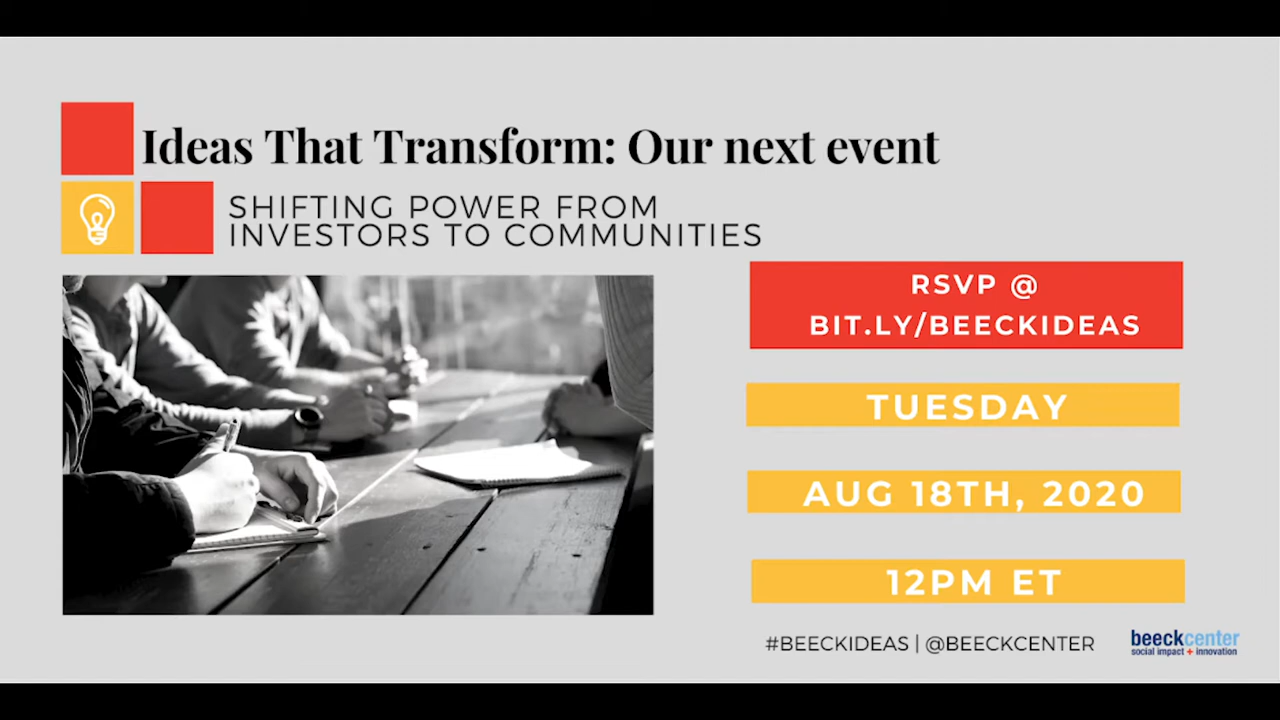 Ideas That Transform: Our next event
SHIFTING POWER FROM
INVESTORS TO COMMUNITIES
RSVP @
BIT.LY/BEECKIDEAS
TUESDAY
AUG 18TH, 2020
12PM ET
#BEECKIDEAS | @BEECKCENTER
beeckcenter
social impact + innovation